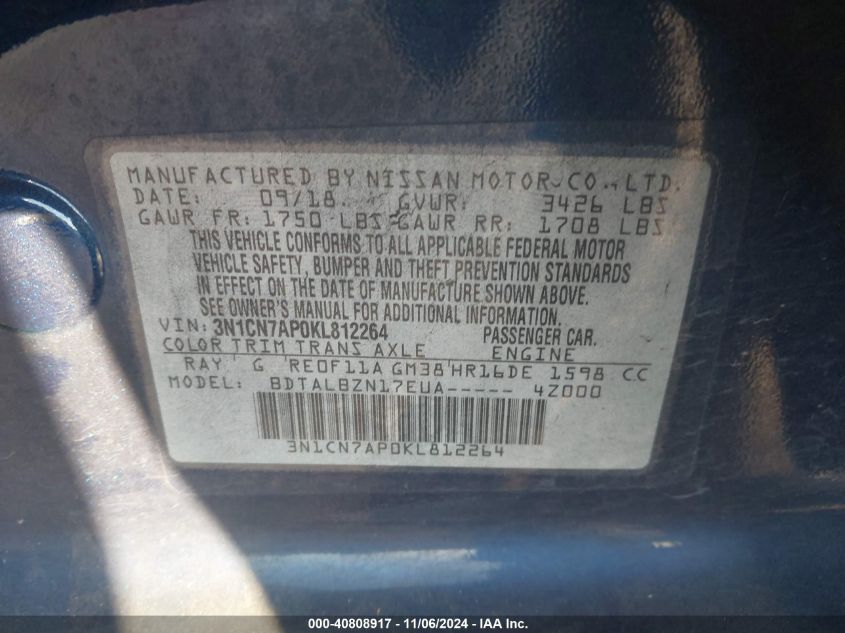 MANUFACTURED BY NISSAN MOTOR CO., LTD.
DATE: 09/18 GVWR: 3426 LBS
GAWR FR: 1750 LBS GAWR RR: 1708 LBS
THIS VEHICLE CONFORMS TO ALL APPLICABLE FEDERAL MOTOR
VEHICLE SAFETY, BUMPER AND THEFT PREVENTION STANDARDS
IN EFFECT ON THE DATE OF MANUFACTURE SHOWN ABOVE.
SEE OWNER'S MANUAL FOR ADDITIONAL INFORMATION.
VIN: 3N1CN7AP0KL812264 PASSENGER CAR.
COLOR TRIM TRANS AXLE ENGINE
RAY G RE0F11A GM38 HR16DE 1598 CC
MODEL: BDTALBZN17EUA----- 4Z000
3N1CN7AP0KL812264
000-40808917 - 11/06/2024 - IAA Inc.